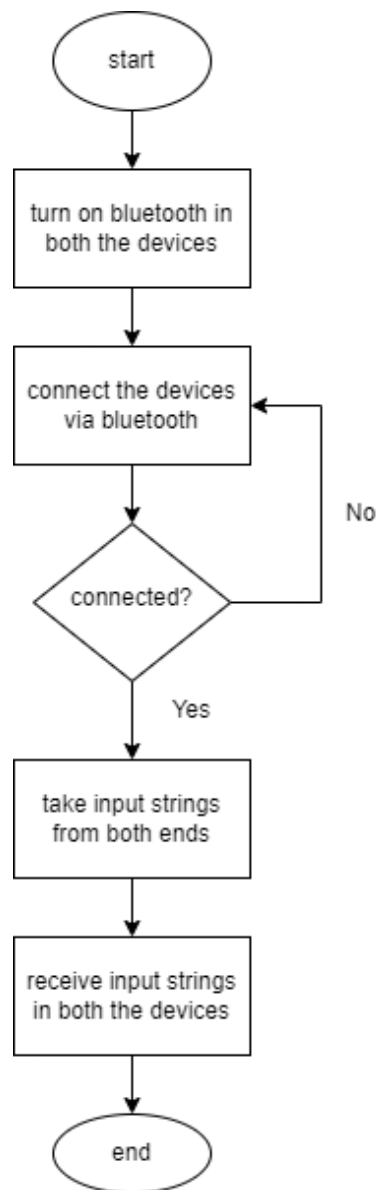 start
turn on bluetooth in
both the devices
connect the devices
via bluetooth
No
connected?
Yes
take input strings
from both ends
receive input strings
in both the devices
end